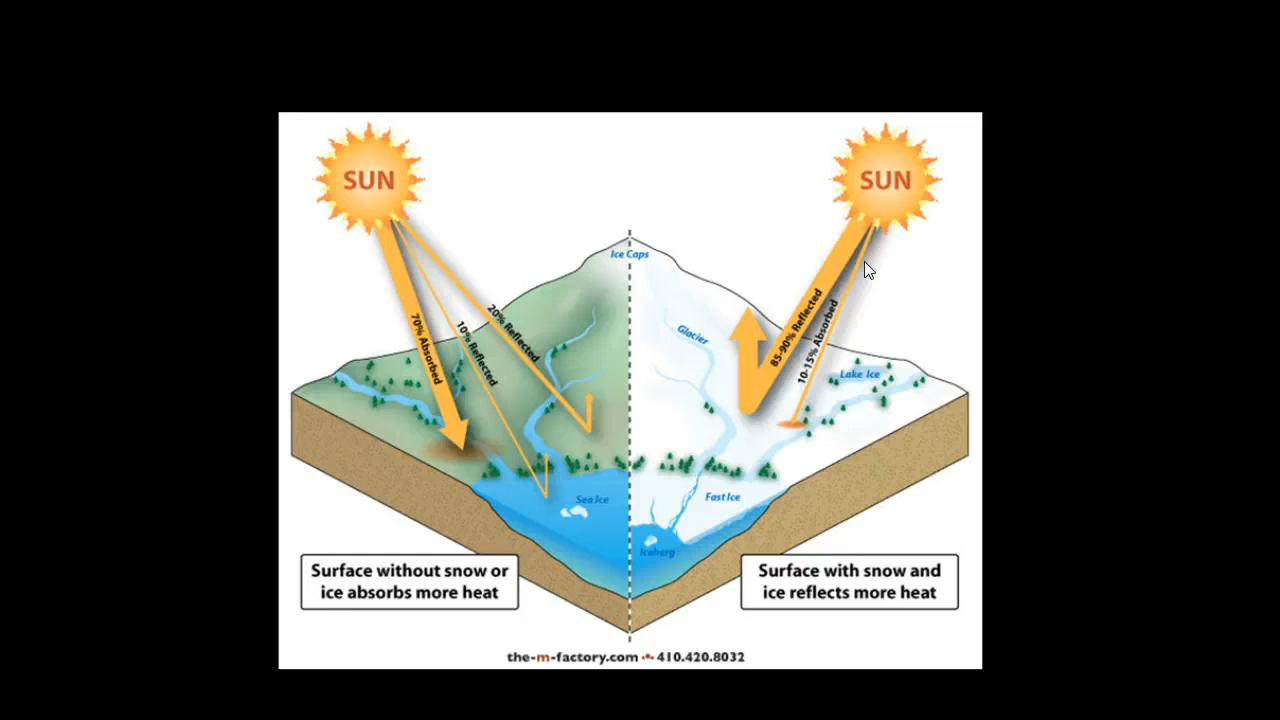 SUN
SUN
Ice Caps
70% Absorbed
10% Reflected
20% Reflected
Glacier
85-90% Reflected
10-15% Absorbed
Lake Ice
Sea Ice
Fast Ice
Iceberg
Surface without snow or
ice absorbs more heat
Surface with snow and
ice reflects more heat
the-m-factory.com 410.420.8032